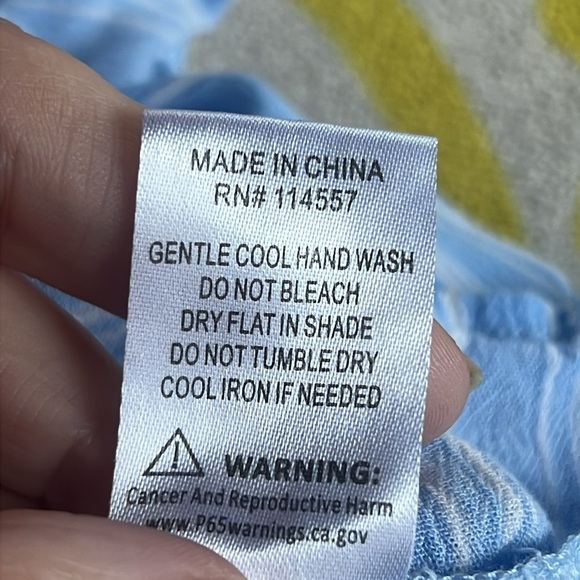 MADE IN CHINA
RN# 114557
GENTLE COOL HAND WASH
DO NOT BLEACH
DRY FLAT IN SHADE
DO NOT TUMBLE DRY
COOL IRON IF NEEDED
WARNING:
Cancer And Reproductive Harm
www.P65warnings.ca.gov